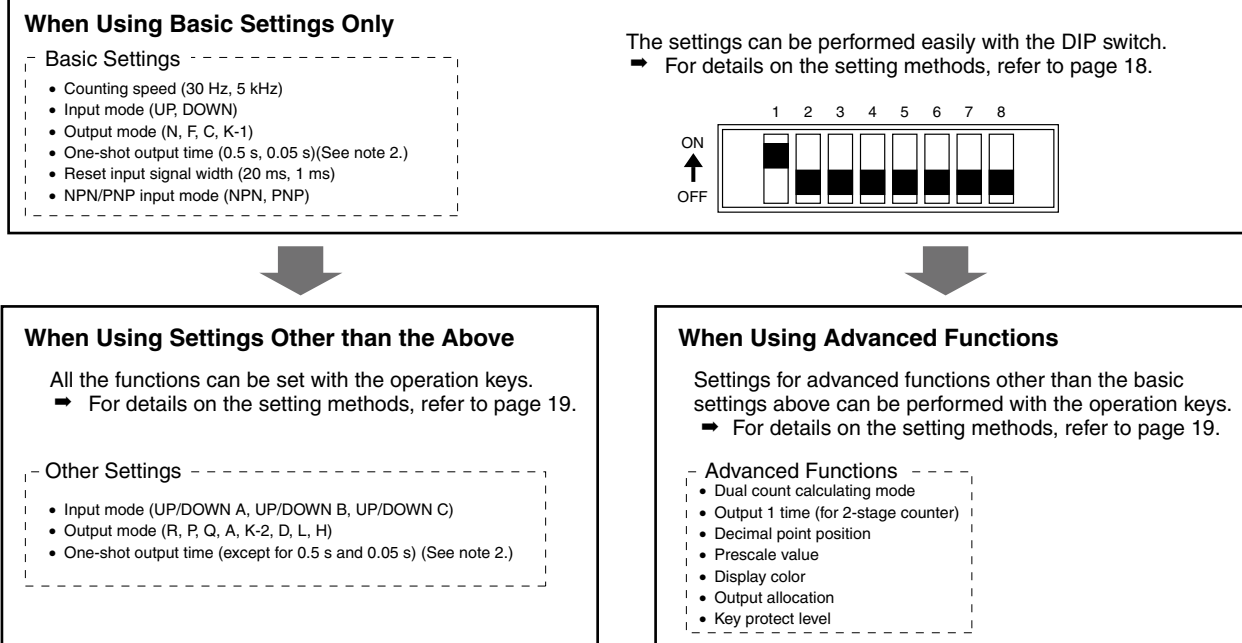 When Using Basic Settings Only
Basic Settings
• Counting speed (30 Hz, 5 kHz)
• Input mode (UP, DOWN)
• Output mode (N, F, C, K-1)
• One-shot output time (0.5 s, 0.05 s)(See note 2.)
• Reset input signal width (20 ms, 1 ms)
• NPN/PNP input mode (NPN, PNP)
The settings can be performed easily with the DIP switch.
➡ For details on the setting methods, refer to page 18.
1 2 3 4 5 6 7 8
ON
OFF
When Using Settings Other than the Above
All the functions can be set with the operation keys.
➡ For details on the setting methods, refer to page 19.
Other Settings
• Input mode (UP/DOWN A, UP/DOWN B, UP/DOWN C)
• Output mode (R, P, Q, A, K-2, D, L, H)
• One-shot output time (except for 0.5 s and 0.05 s) (See note 2.)
When Using Advanced Functions
Settings for advanced functions other than the basic
settings above can be performed with the operation keys.
➡ For details on the setting methods, refer to page 19.
Advanced Functions
• Dual count calculating mode
• Output 1 time (for 2-stage counter)
• Decimal point position
• Prescale value
• Display color
• Output allocation
• Key protect level